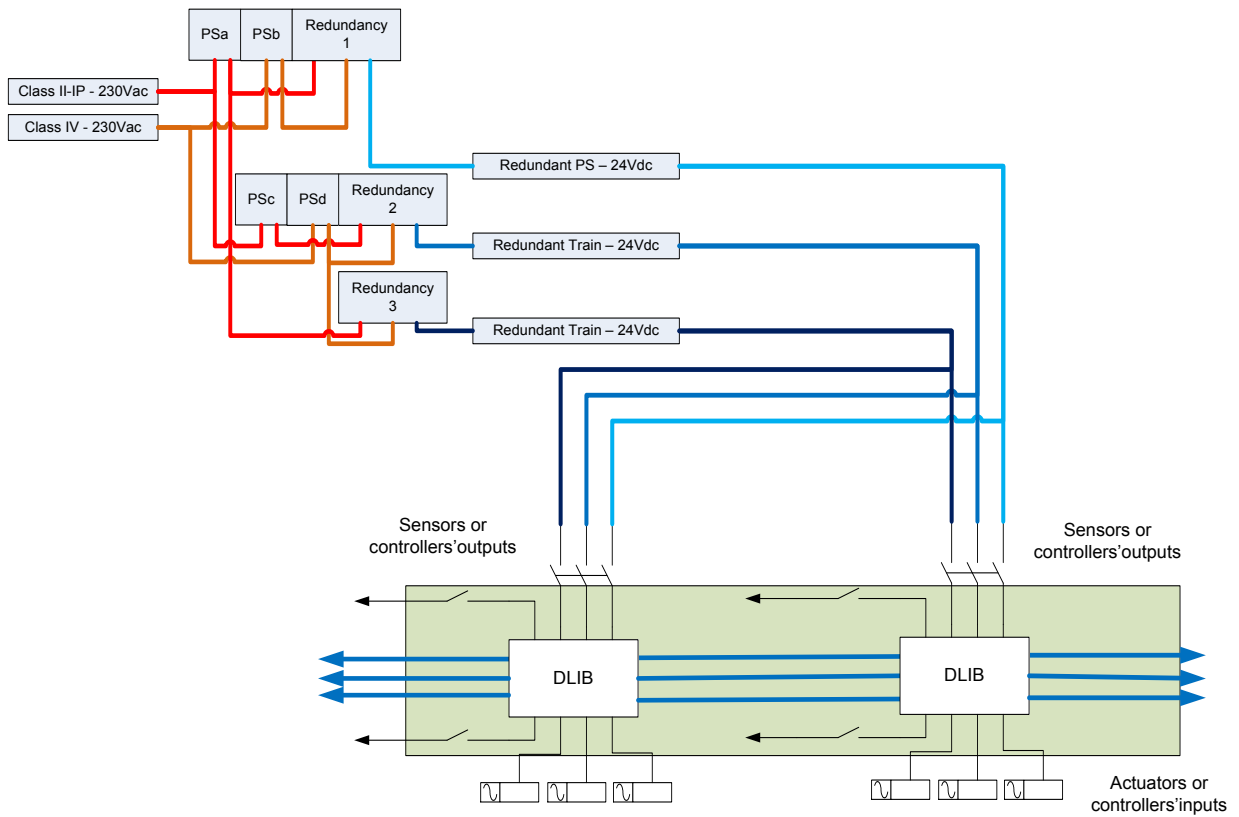 PSa
PSb
Redundancy
1
Class II-IP - 230Vac
Class IV - 230Vac
Redundant PS – 24Vdc
PSc
PSd
Redundancy
2
Redundant Train – 24Vdc
Redundancy
3
Redundant Train – 24Vdc
Sensors or
controllers'outputs
Sensors or
controllers'outputs
DLIB
DLIB
Actuators or
controllers'inputs